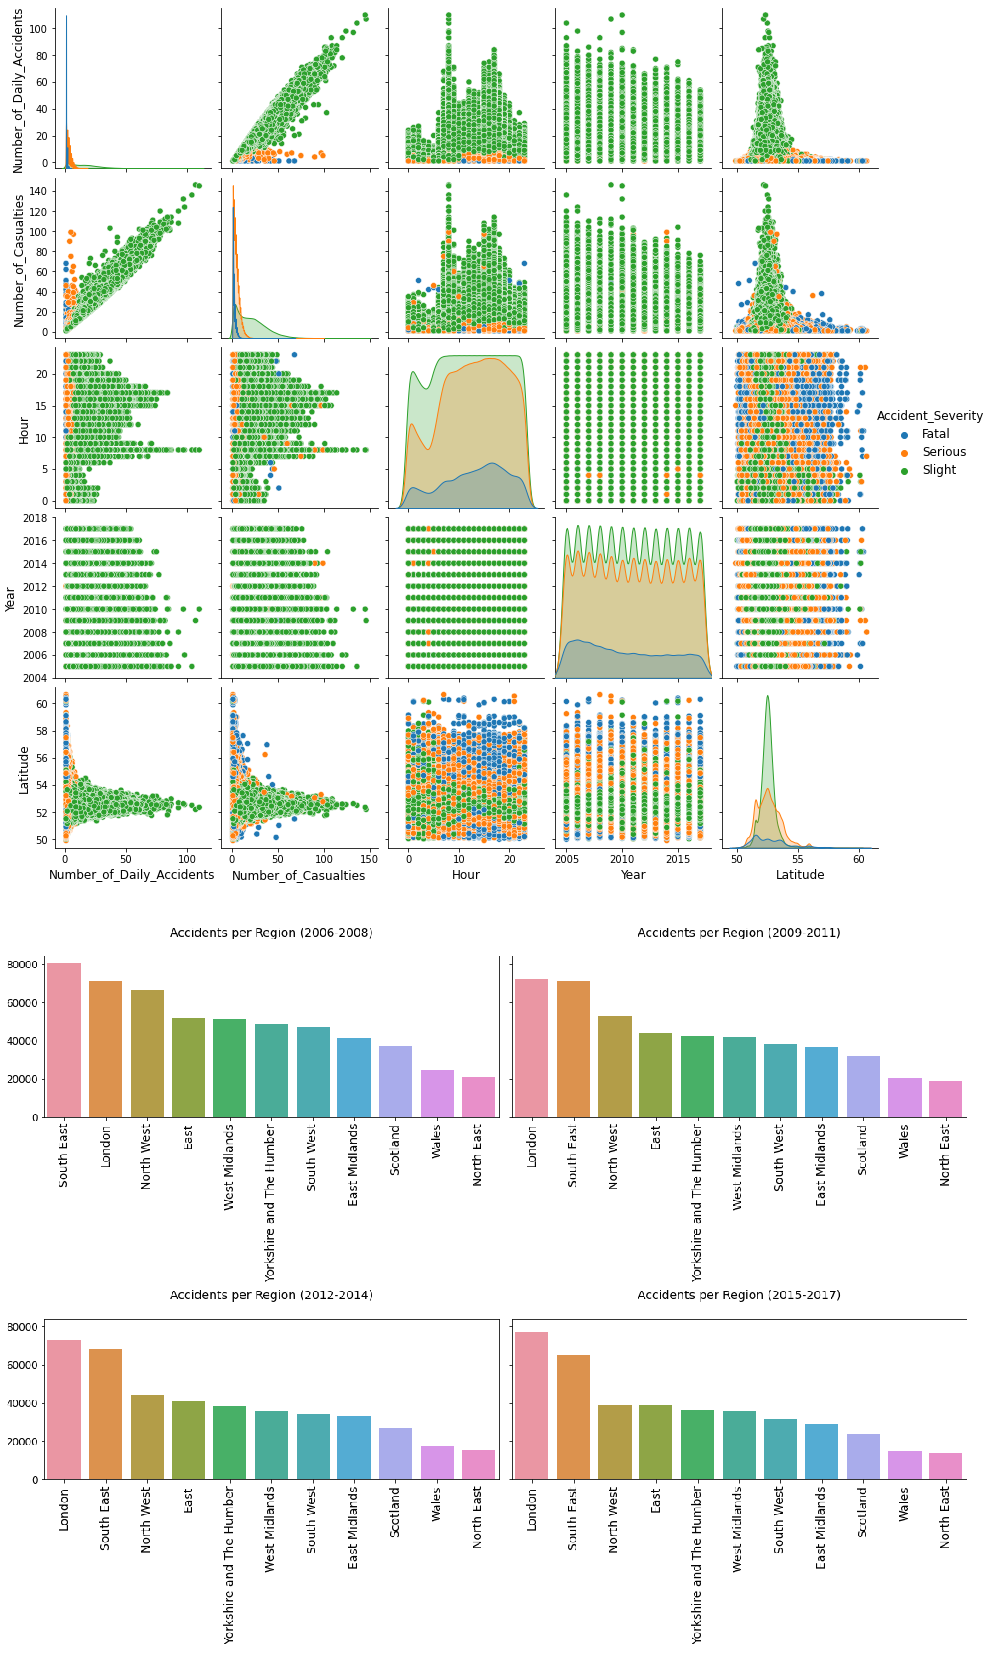 Number_of_Daily_Accidents
100
80
60
40
20
0
Number_of_Casualties
140
120
100
80
60
40
20
0
Hour
20
15
10
5
0
Accident_Severity
Fatal
Serious
Slight
Year
2018
2016
2014
2012
2010
2008
2006
2004
Latitude
60
58
56
54
52
50
0 50 100
0 50 100 150
0 10 20
2005 2010 2015
50 55 60
Number_of_Daily_Accidents
Number_of_Casualties
Hour
Year
Latitude
Accidents per Region (2006-2008)
80000
60000
40000
20000
0
South East
London
North West
East
West Midlands
Yorkshire and The Humber
South West
East Midlands
Scotland
Wales
North East
Accidents per Region (2009-2011)
London
South East
North West
East
Yorkshire and The Humber
West Midlands
South West
East Midlands
Scotland
Wales
North East
Accidents per Region (2012-2014)
80000
60000
40000
20000
0
London
South East
North West
East
Yorkshire and The Humber
West Midlands
South West
East Midlands
Scotland
Wales
North East
Accidents per Region (2015-2017)
London
South East
North West
East
Yorkshire and The Humber
West Midlands
South West
East Midlands
Scotland
Wales
North East